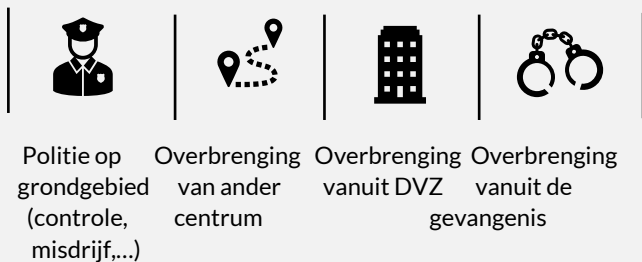 Politie op
grondgebied
(controle,
misdrijf,...)
Overbrenging
van ander
centrum
Overbrenging
vanuit DVZ
Overbrenging
vanuit de
gevangenis